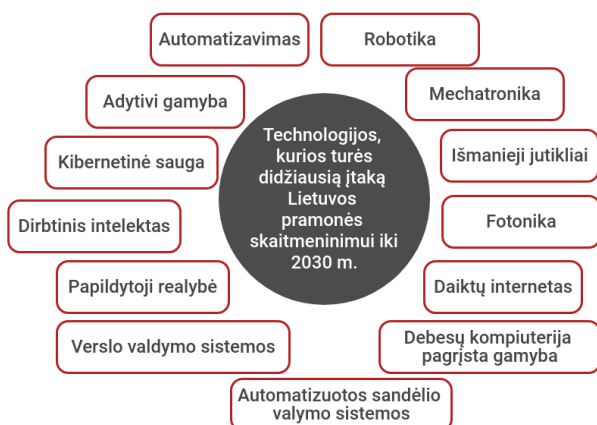 Automatizavimas
Robotika
Adytivi gamyba
Mechatronika
Kibernetinė sauga
Išmanieji jutikliai
Dirbtinis intelektas
Fotonika
Papildytoji realybė
Daiktų internetas
Verslo valdymo sistemos
Debesų kompiuterija
pagrįsta gamyba
Automatizuotos sandėlio
valymo sistemos
Technologijos,
kurios turės
didžiausią įtaką
Lietuvos
pramonės
skaitmeninimui iki
2030 m.